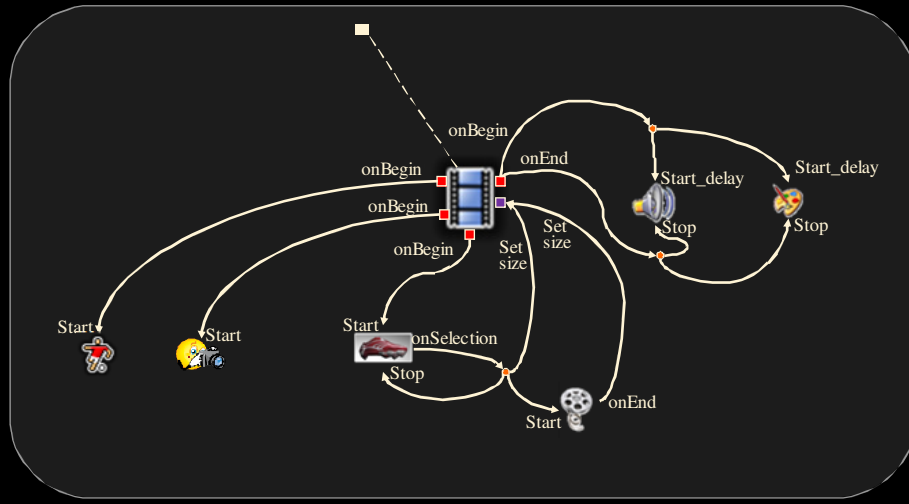 onBegin
onEnd
onBegin
Start_delay
Start_delay
onBegin
Stop
Stop
onBegin
Set
size
Set
size
Start
Start
Start
onSelection
Stop
onEnd
Start